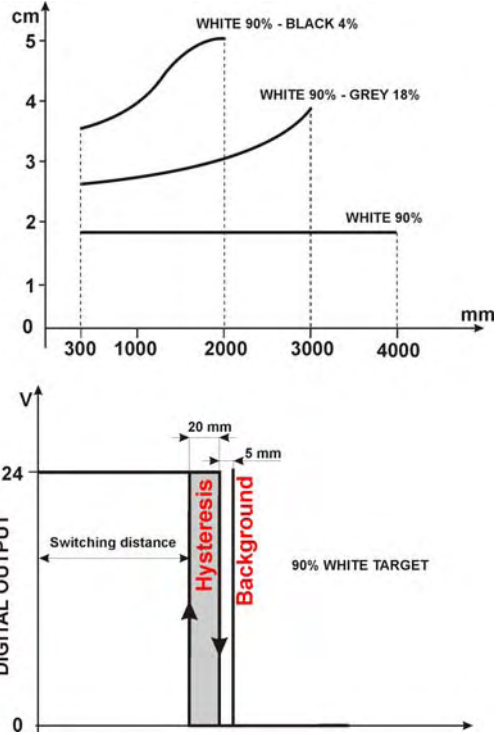 cm
WHITE 90% - BLACK 4%
5
WHITE 90% - GREY 18%
4
3
WHITE 90%
2
1
0
mm
300 1000 2000 3000 4000
V
20 mm
5 mm
24
Switching distance
Hysteresis
Background
90% WHITE TARGET
DIGITAL OUTPUT
0